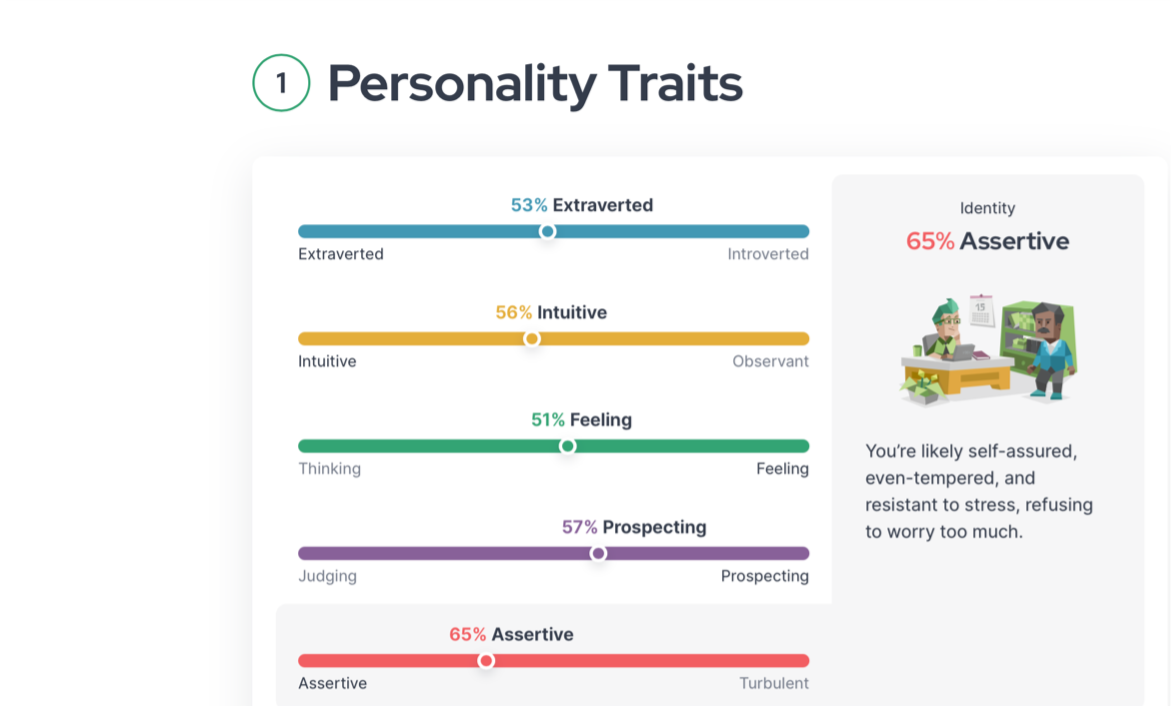 1 Personality Traits
53% Extraverted
Extraverted Introverted
56% Intuitive
Intuitive Observant
51% Feeling
Thinking Feeling
57% Prospecting
Judging Prospecting
65% Assertive
Assertive Turbulent
Identity
65% Assertive
15
You’re likely self-assured,
even-tempered, and
resistant to stress, refusing
to worry too much.